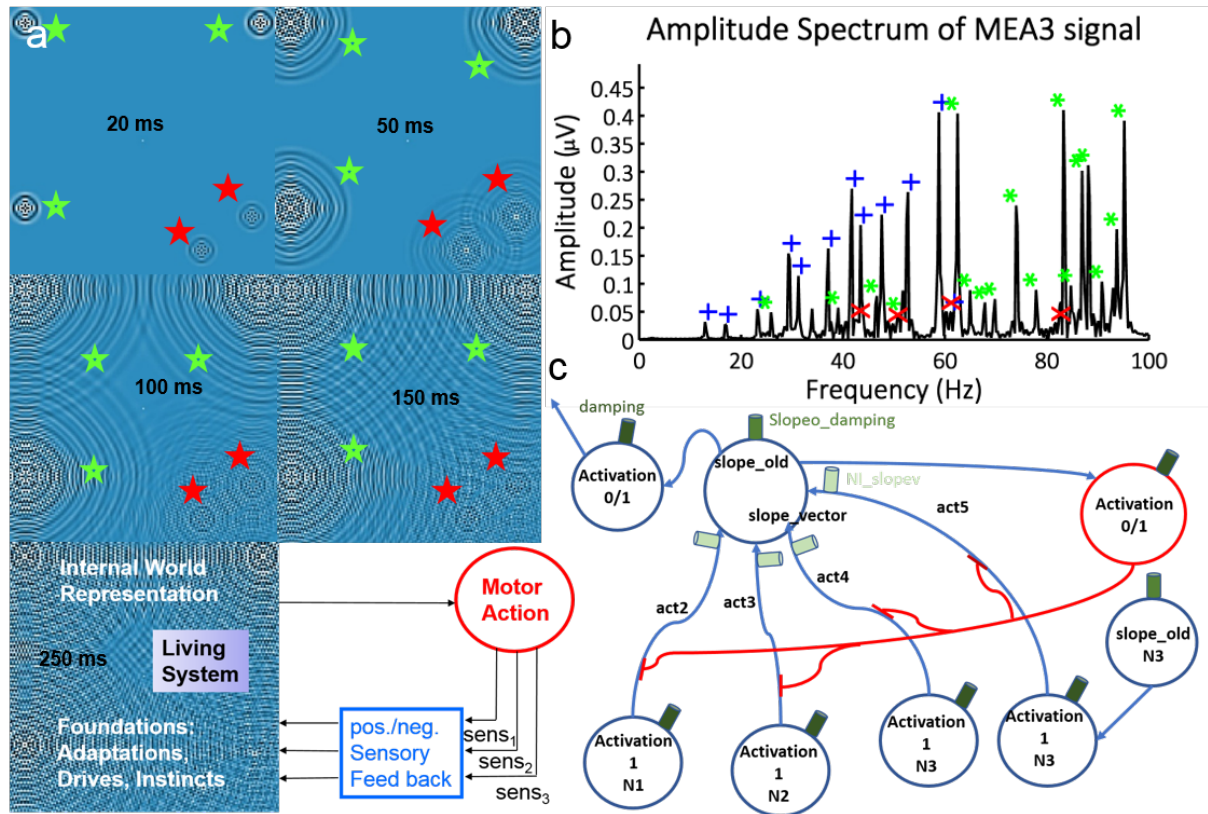 a
20 ms
50 ms
100 ms
150 ms
Internal World
Representation
250 ms
Living
System
Foundations:
Adaptations,
Drives, Instincts
Motor
Action
pos./neg.
Sensory
Feed back
sens1
sens2
sens3
b
Amplitude Spectrum of MEA3 signal
Amplitude (μV)
0.45
0.4
0.35
0.3
0.25
0.2
0.15
0.1
0.05
0
0 20 40 60 80 100
Frequency (Hz)
c
damping
Slopeo_damping
Activation
0/1
slope_old
slope_vector
NI_slopev
act5
act4
act3
act2
Activation
0/1
slope_old
N3
Activation
1
N1
Activation
1
N2
Activation
1
N3
Activation
1
N3